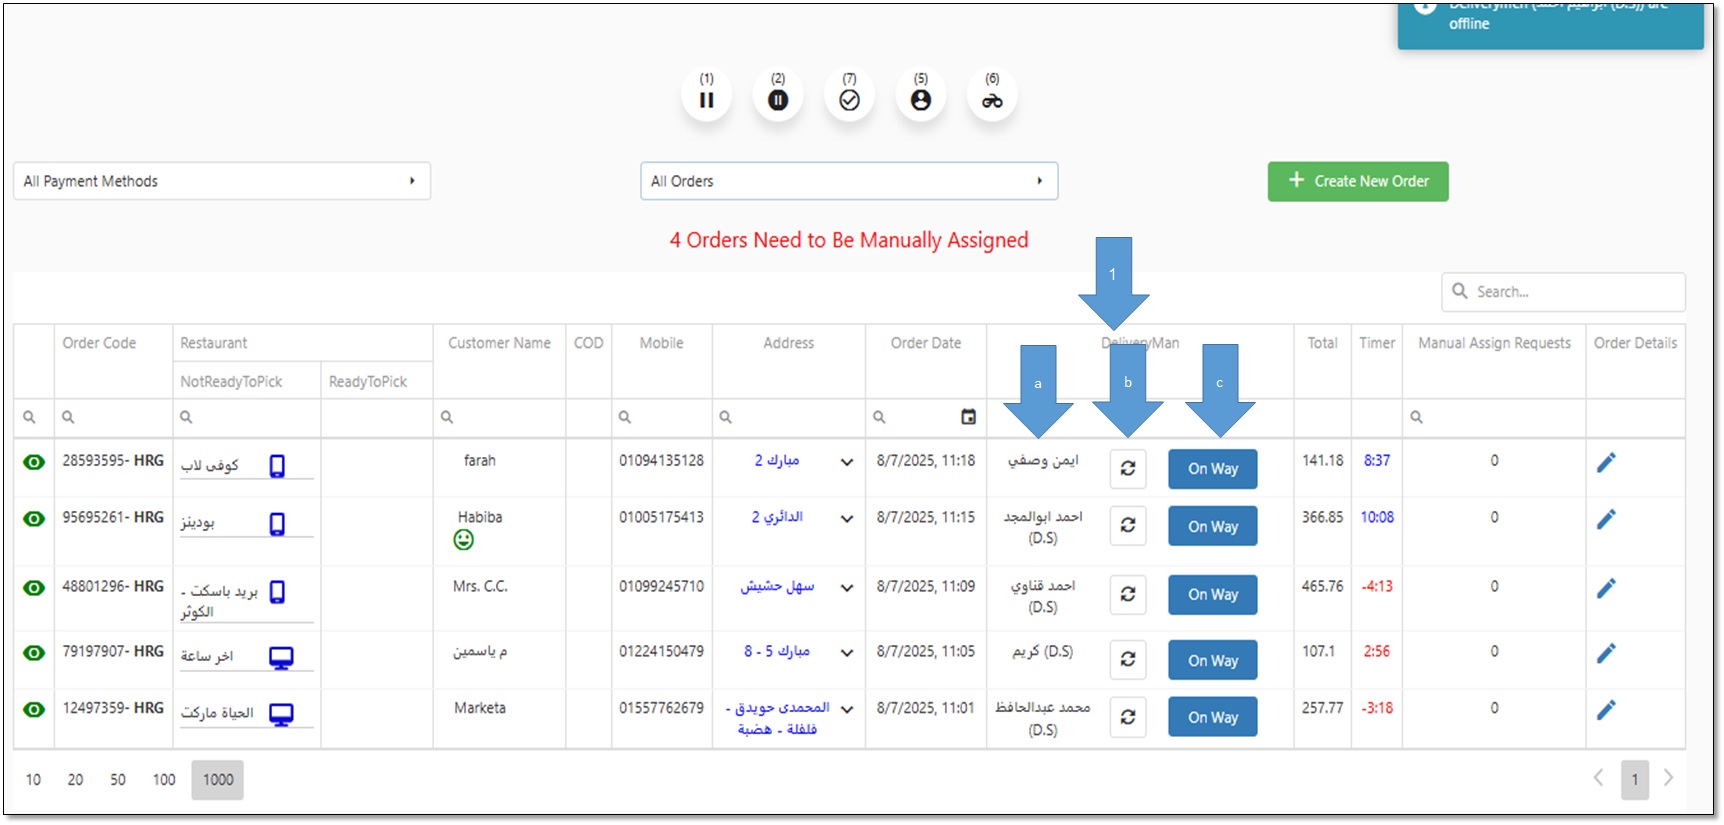 offline
(1)
(2)
(7)
(5)
(6)
All Payment Methods
All Orders
+ Create New Order
4 Orders Need to Be Manually Assigned
1
Search...
Order Code
Restaurant
Customer Name
COD
Mobile
Address
Order Date
DeliveryMan
Total
Timer
Manual Assign Requests
Order Details
NotReadyToPick
ReadyToPick
a
b
c
28593595- HRG
كوفى لاب
farah
01094135128
مبارك 2
8/7/2025, 11:18
ايمن وصفي
On Way
141.18
8:37
0
95695261- HRG
بودينز
Habiba
01005175413
الدائري 2
8/7/2025, 11:15
احمد ابوالمجد
(D.S)
On Way
366.85
10:08
0
48801296- HRG
بريد باسكت -
الكوثر
Mrs. C.C.
01099245710
سهل حشيش
8/7/2025, 11:09
احمد قناوي
(D.S)
On Way
465.76
-4:13
0
79197907- HRG
اخر ساعة
م ياسمين
01224150479
مبارك 5 - 8
8/7/2025, 11:05
كريم (D.S)
On Way
107.1
2:56
0
12497359- HRG
الحياة ماركت
Marketa
01557762679
المحمدى حويدق -
فلفلة - هضبة
8/7/2025, 11:01
محمد عبدالحافظ
(D.S)
On Way
257.77
-3:18
0
10
20
50
100
1000
1